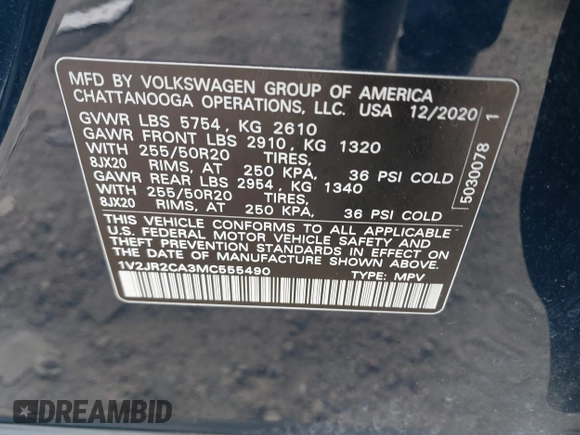 MFD BY VOLKSWAGEN GROUP OF AMERICA
CHATTANOOGA OPERATIONS, LLC. USA 12/2020
GVWR LBS 5754 , KG 2610
GAWR FRONT LBS 2910, KG 1320
WITH 255/50R20 TIRES,
8JX20 RIMS, AT 250 KPA, 36 PSI COLD
GAWR REAR LBS 2954, KG 1340
WITH 255/50R20 TIRES,
8JX20 RIMS, AT 250 KPA, 36 PSI COLD
THIS VEHICLE CONFORMS TO ALL APPLICABLE
U.S. FEDERAL MOTOR VEHICLE SAFETY AND
THEFT PREVENTION STANDARDS IN EFFECT ON
THE DATE OF MANUFACTURE SHOWN ABOVE.
1V2JR2CA3MC555490 TYPE: MPV
5030078 1
DREAMBID